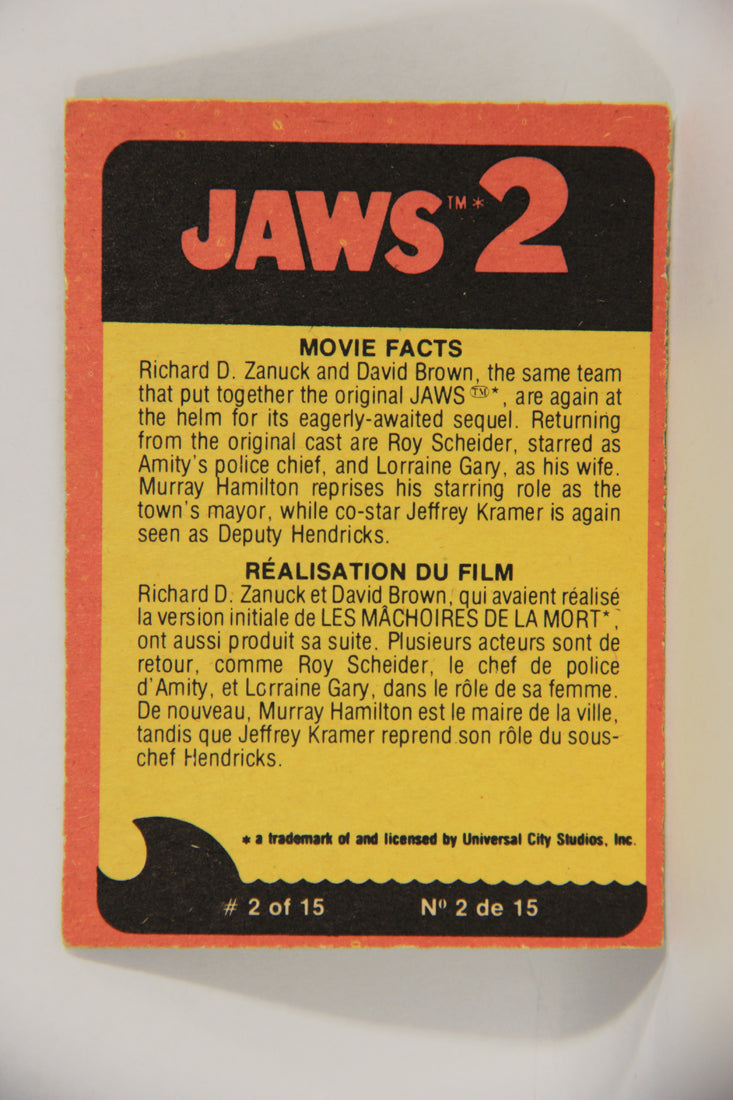 JAWS™* 2
MOVIE FACTS
Richard D. Zanuck and David Brown, the same team
that put together the original JAWS ™*, are again at
the helm for its eagerly-awaited sequel. Returning
from the original cast are Roy Scheider, starred as
Amity's police chief, and Lorraine Gary, as his wife.
Murray Hamilton reprises his starring role as the
town's mayor, while co-star Jeffrey Kramer is again
seen as Deputy Hendricks.
RÉALISATION DU FILM
Richard D. Zanuck et David Brown, qui avaient réalisé
la version initiale de LES MÂCHOIRES DE LA MORT*,
ont aussi produit sa suite. Plusieurs acteurs sont de
retour, comme Roy Scheider, le chef de police
d'Amity, et Lorraine Gary, dans le rôle de sa femme.
De nouveau, Murray Hamilton est le maire de la ville,
tandis que Jeffrey Kramer reprend son rôle du sous-
chef Hendricks.
* a trademark of and licensed by Universal City Studios, Inc.
# 2 of 15 Nº 2 de 15